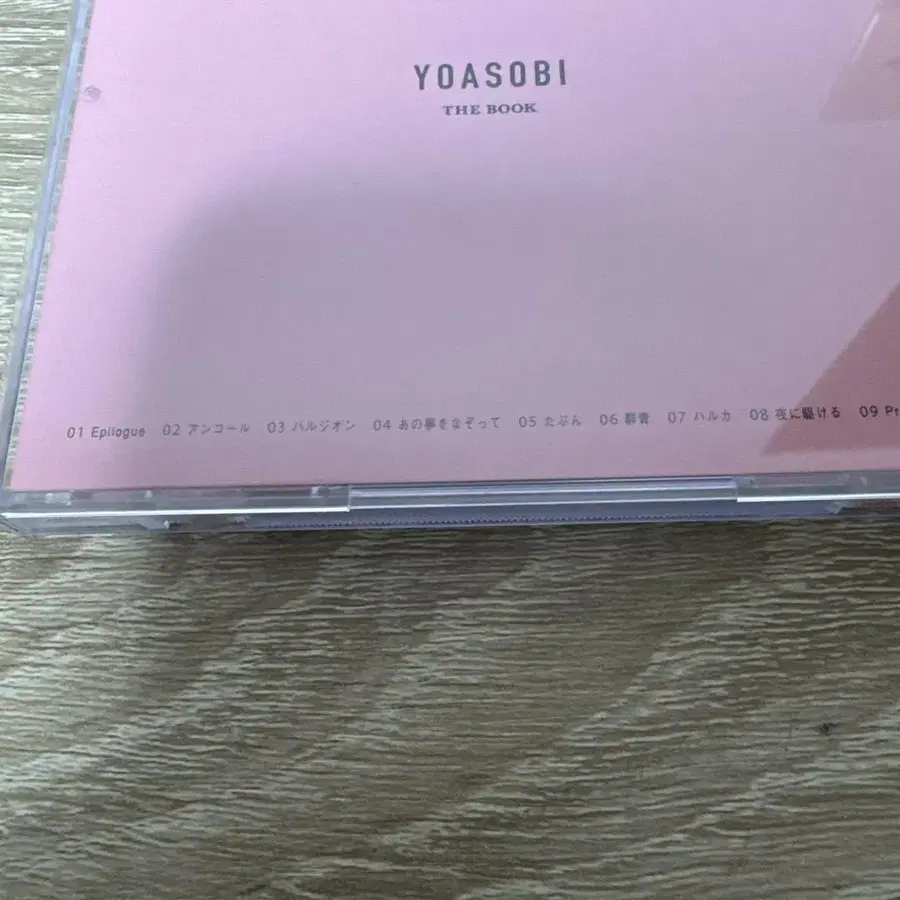 YOASOBI
THE BOOK
01 Epilogue 02 アンコール 03 ハルジオン 04 あの夢をなぞって 05 たぶん 06 群青 07 ハルカ 08 夜に駆ける 09 Pr